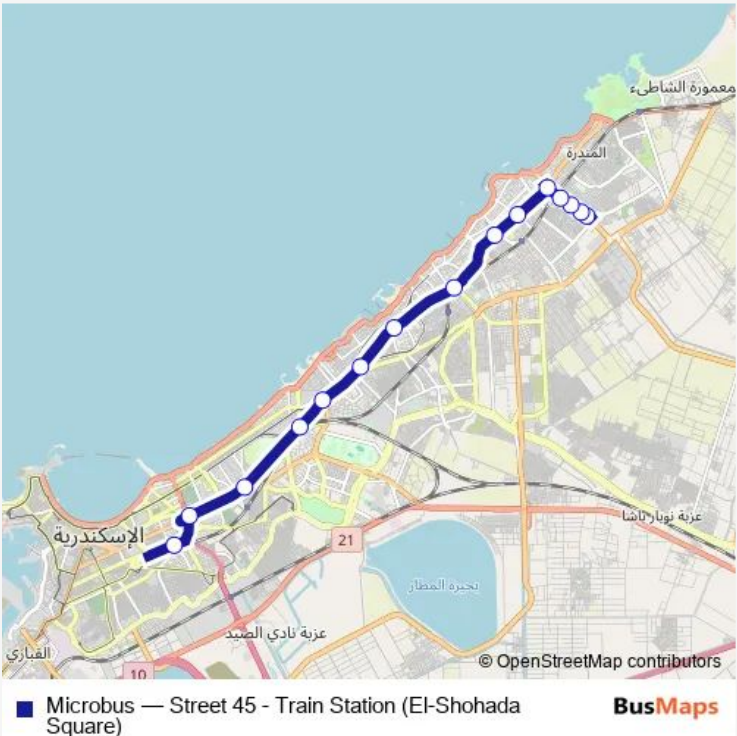 معمورة الشاطىء
المندرة
عزبة نوبار باشا
الإسكندرية
21
بحيرة المطار
عزبة نادي الصيد
القباري
10
© OpenStreetMap contributors
Microbus — Street 45 - Train Station (El-Shohada
Square)
BusMaps